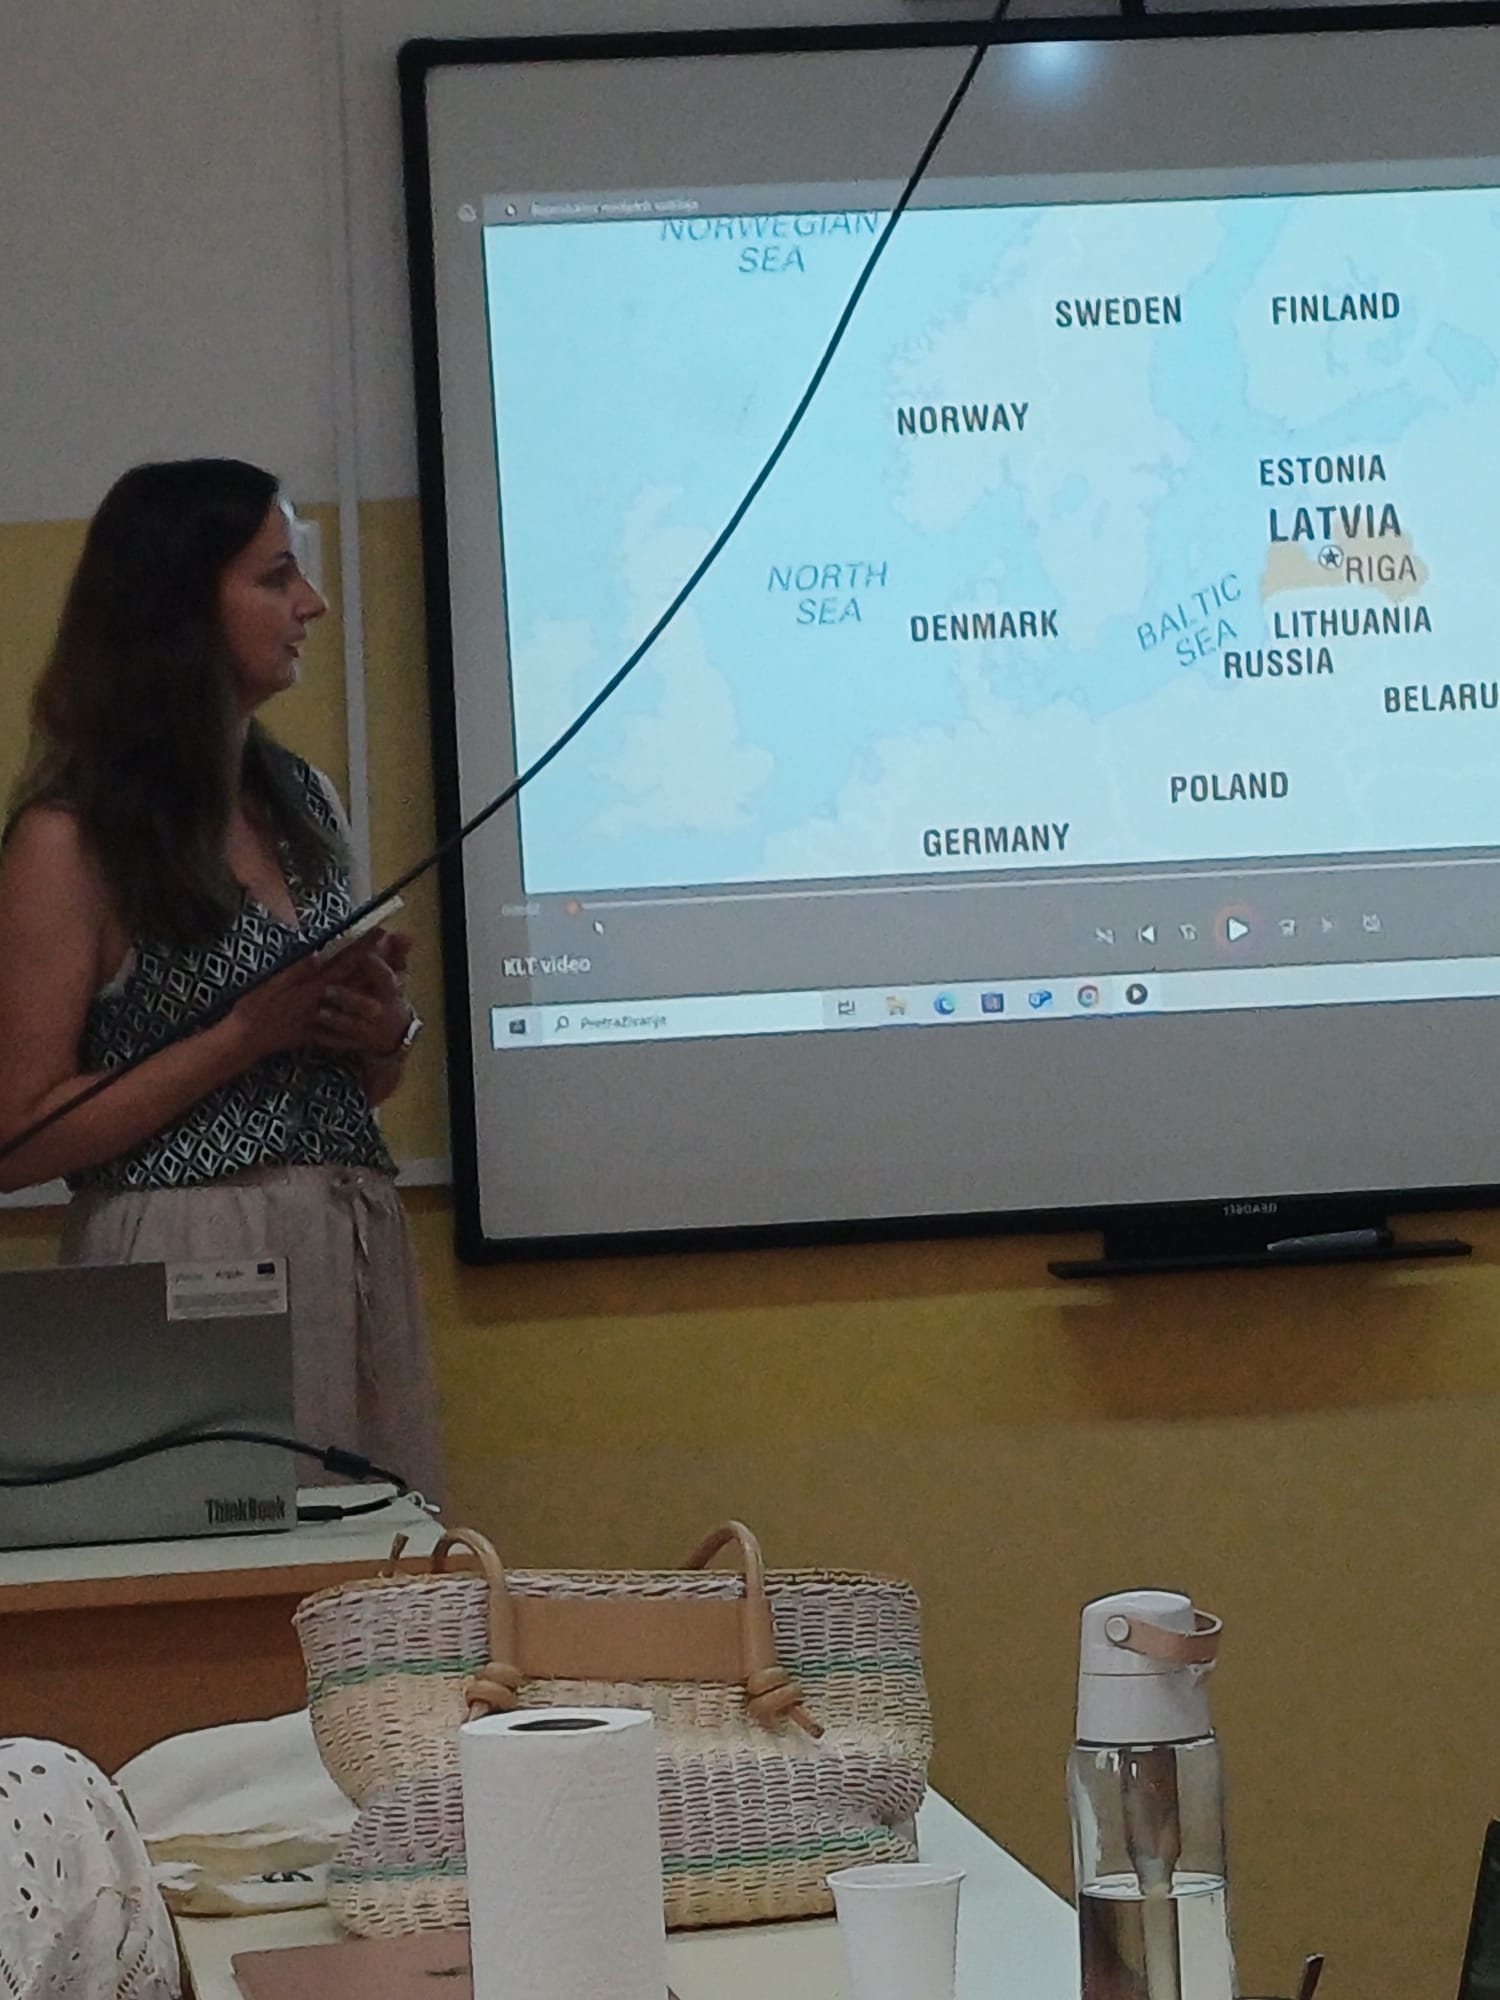 NORWEGIAN
SEA
SWEDEN
FINLAND
NORWAY
ESTONIA
LATVIA
RIGA
NORTH
SEA
DENMARK
BALTIC
SEA
LITHUANIA
RUSSIA
BELARU
POLAND
GERMANY
KLT video
Pretraživanje
ThinkBook